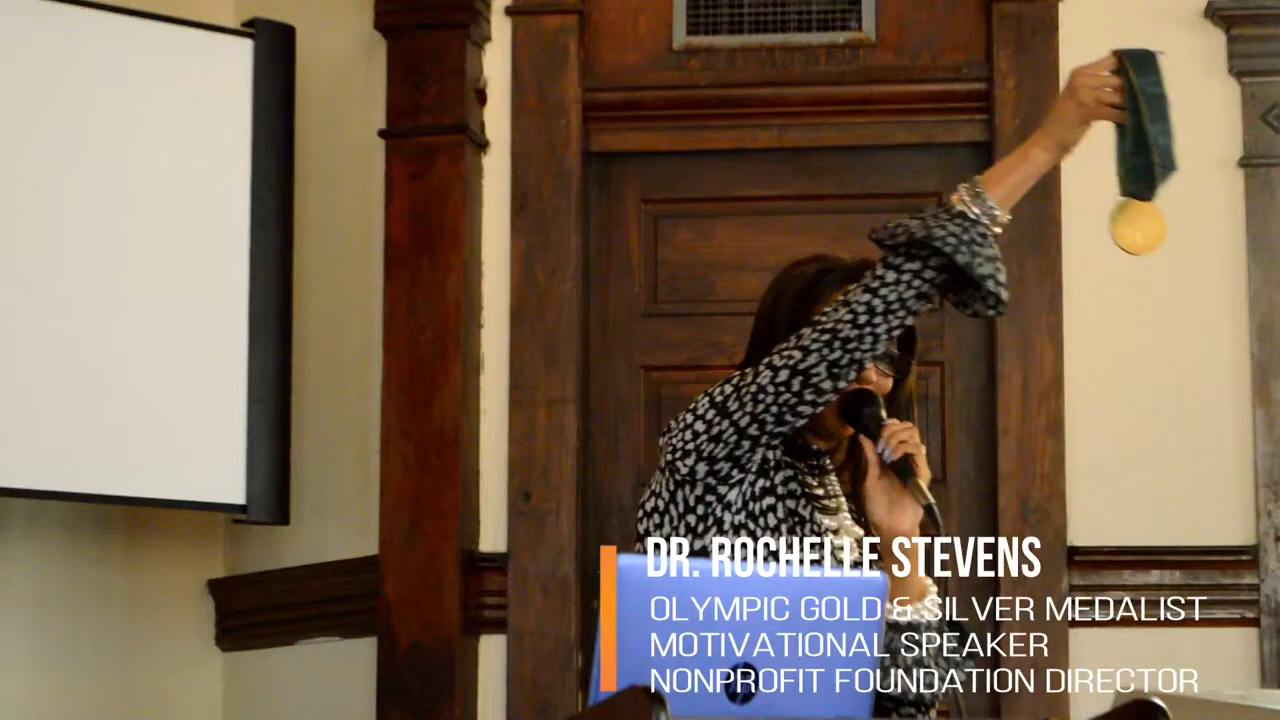 DR. ROCHELLE STEVENS
OLYMPIC GOLD & SILVER MEDALIST
MOTIVATIONAL SPEAKER
NONPROFIT FOUNDATION DIRECTOR